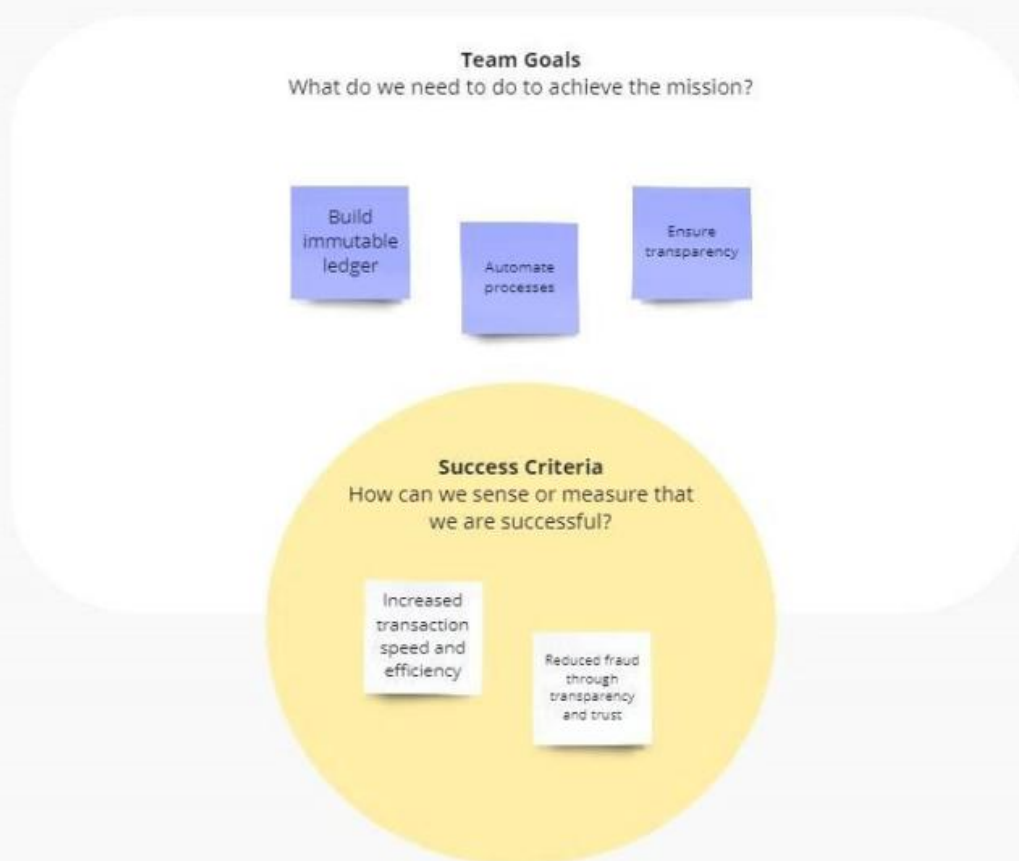 Team Goals
What do we need to do to achieve the mission?
Build
immutable
ledger
Automate
processes
Ensure
transparency
Success Criteria
How can we sense or measure that
we are successful?
Increased
transaction
speed and
efficiency
Reduced fraud
through
transparency
and trust